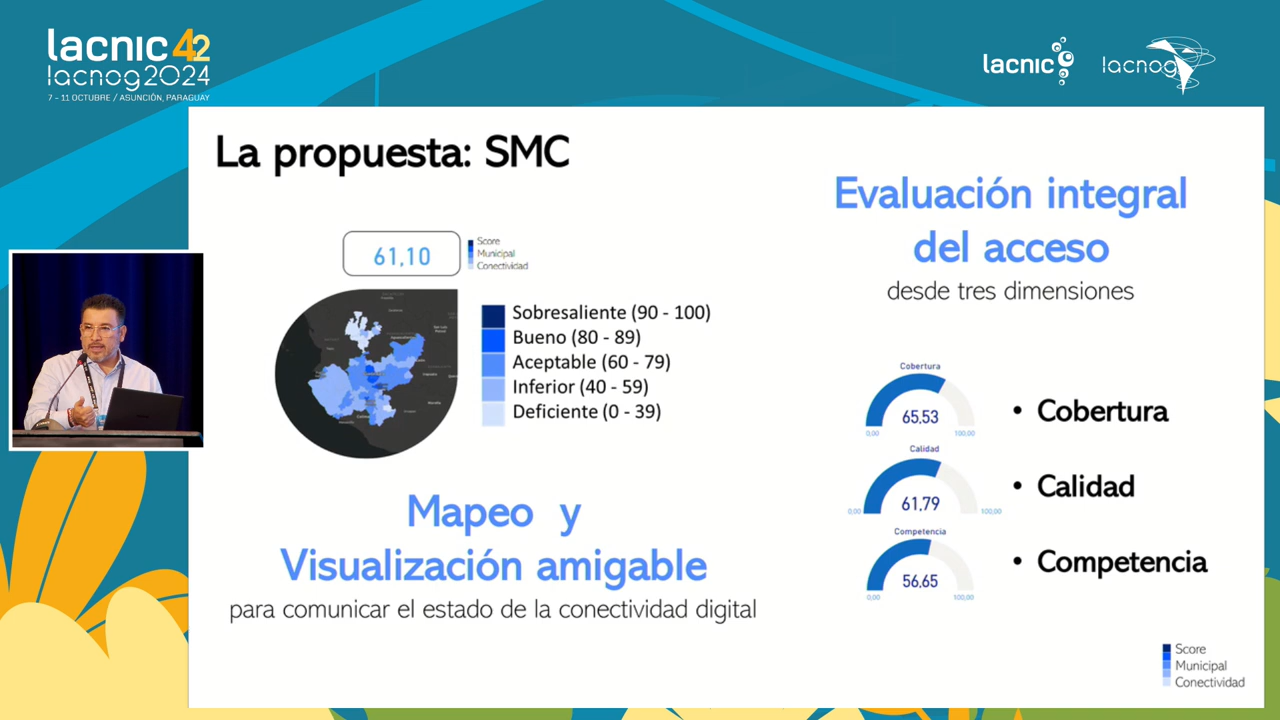 lacnic 42
lacnog2024
7 - 11 OCTUBRE / ASUNCIÓN, PARAGUAY
lacnic
lacnog
La propuesta: SMC
61,10
Score
Municipal
Conectividad
Sobresaliente (90 - 100)
Bueno (80 - 89)
Aceptable (60 - 79)
Inferior (40 - 59)
Deficiente (0 - 39)
Mapeo y
Visualización amigable
para comunicar el estado de la conectividad digital
Evaluación integral
del acceso
desde tres dimensiones
Cobertura
65,53
0,00 100,00
Calidad
61,79
0,00 100,00
Competencia
56,65
0,00 100,00
• Cobertura
• Calidad
• Competencia
Score
Municipal
Conectividad